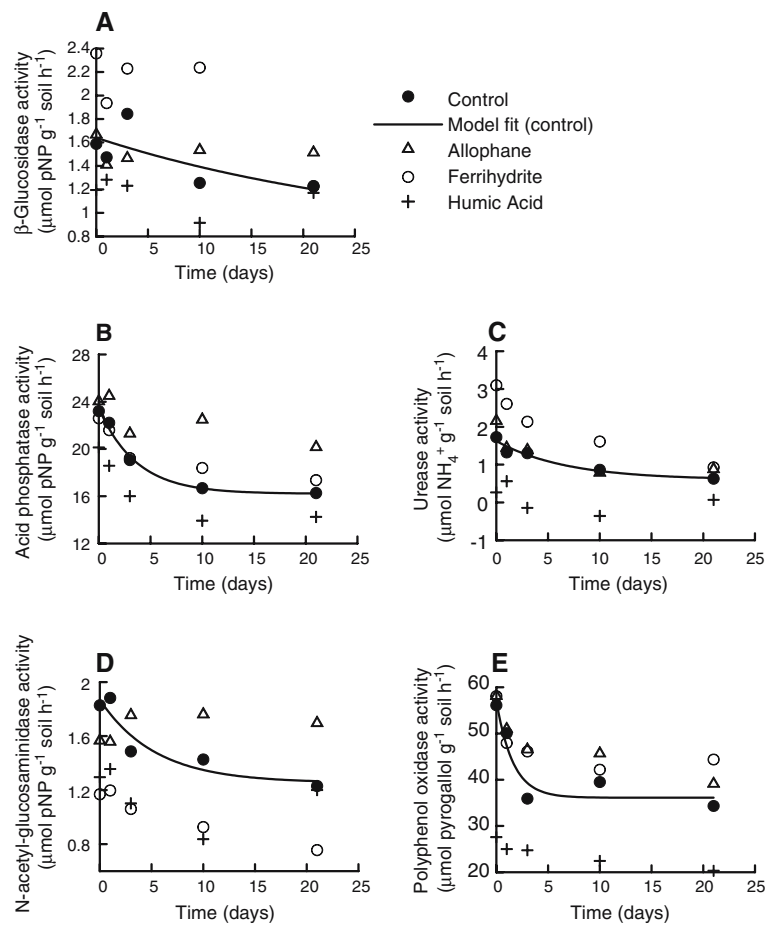 A
β-Glucosidase activity
(μmol pNP g⁻¹ soil h⁻¹)
2.4
2.2
2
1.8
1.6
1.4
1.2
1
0.8
0 5 10 15 20 25
Time (days)
Control
Model fit (control)
Allophane
Ferrihydrite
Humic Acid
B
Acid phosphatase activity
(μmol pNP g⁻¹ soil h⁻¹)
28
24
20
16
12
0 5 10 15 20 25
Time (days)
C
Urease activity
(μmol NH₄⁺ g⁻¹ soil h⁻¹)
4
3
2
1
0
-1
0 5 10 15 20 25
Time (days)
D
N-acetyl-glucosaminidase activity
(μmol pNP g⁻¹ soil h⁻¹)
2
1.6
1.2
0.8
0 5 10 15 20 25
Time (days)
E
Polyphenol oxidase activity
(μmol pyrogallol g⁻¹ soil h⁻¹)
60
50
40
30
20
0 5 10 15 20 25
Time (days)